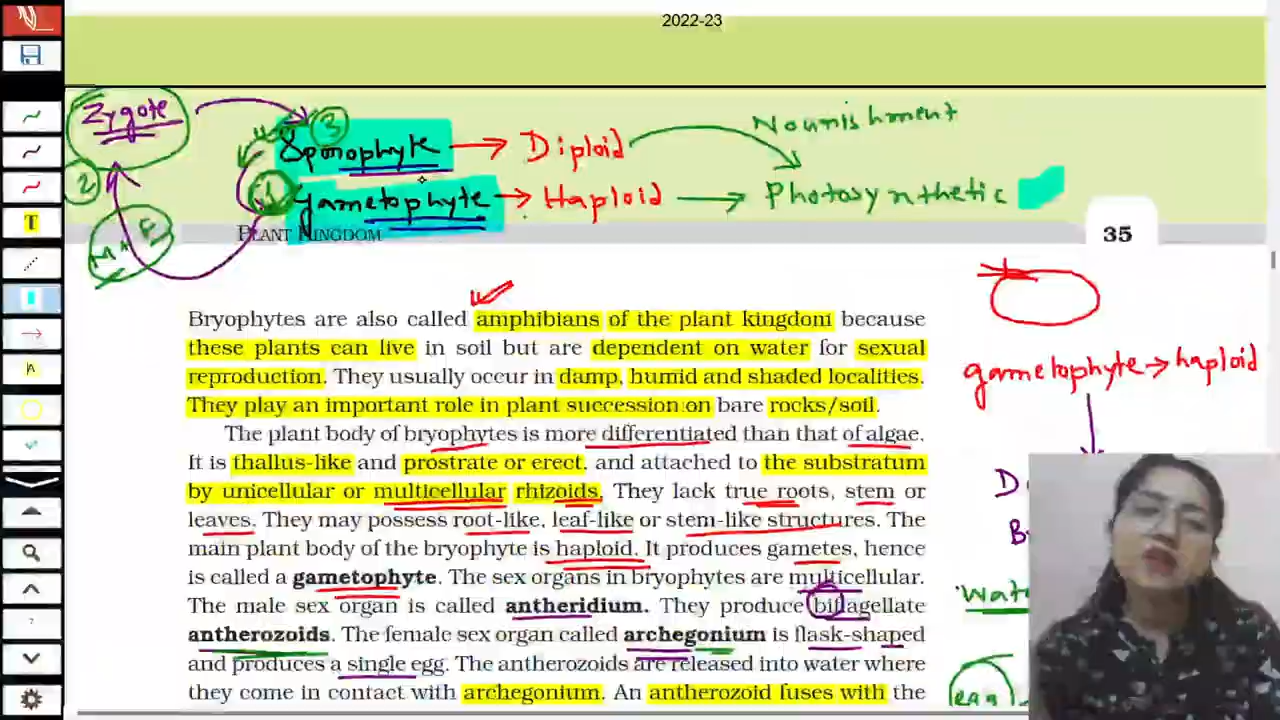 2022-23
Zygote
3
Sporophyte → Diploid
Nourishment
2
1
Gametophyte → Haploid → Photosynthetic
M + F
PLANT KINGDOM
35
Bryophytes are also called amphibians of the plant kingdom because
these plants can live in soil but are dependent on water for sexual
reproduction. They usually occur in damp, humid and shaded localities.
They play an important role in plant succession on bare rocks/soil.
gametophyte → haploid
The plant body of bryophytes is more differentiated than that of algae.
It is thallus-like and prostrate or erect, and attached to the substratum
by unicellular or multicellular rhizoids. They lack true roots, stem or
leaves. They may possess root-like, leaf-like or stem-like structures. The
main plant body of the bryophyte is haploid. It produces gametes, hence
is called a gametophyte. The sex organs in bryophytes are multicellular.
The male sex organ is called antheridium. They produce biflagellate
antherozoids. The female sex organ called archegonium is flask-shaped
and produces a single egg. The antherozoids are released into water where
they come in contact with archegonium. An antherozoid fuses with the
egg